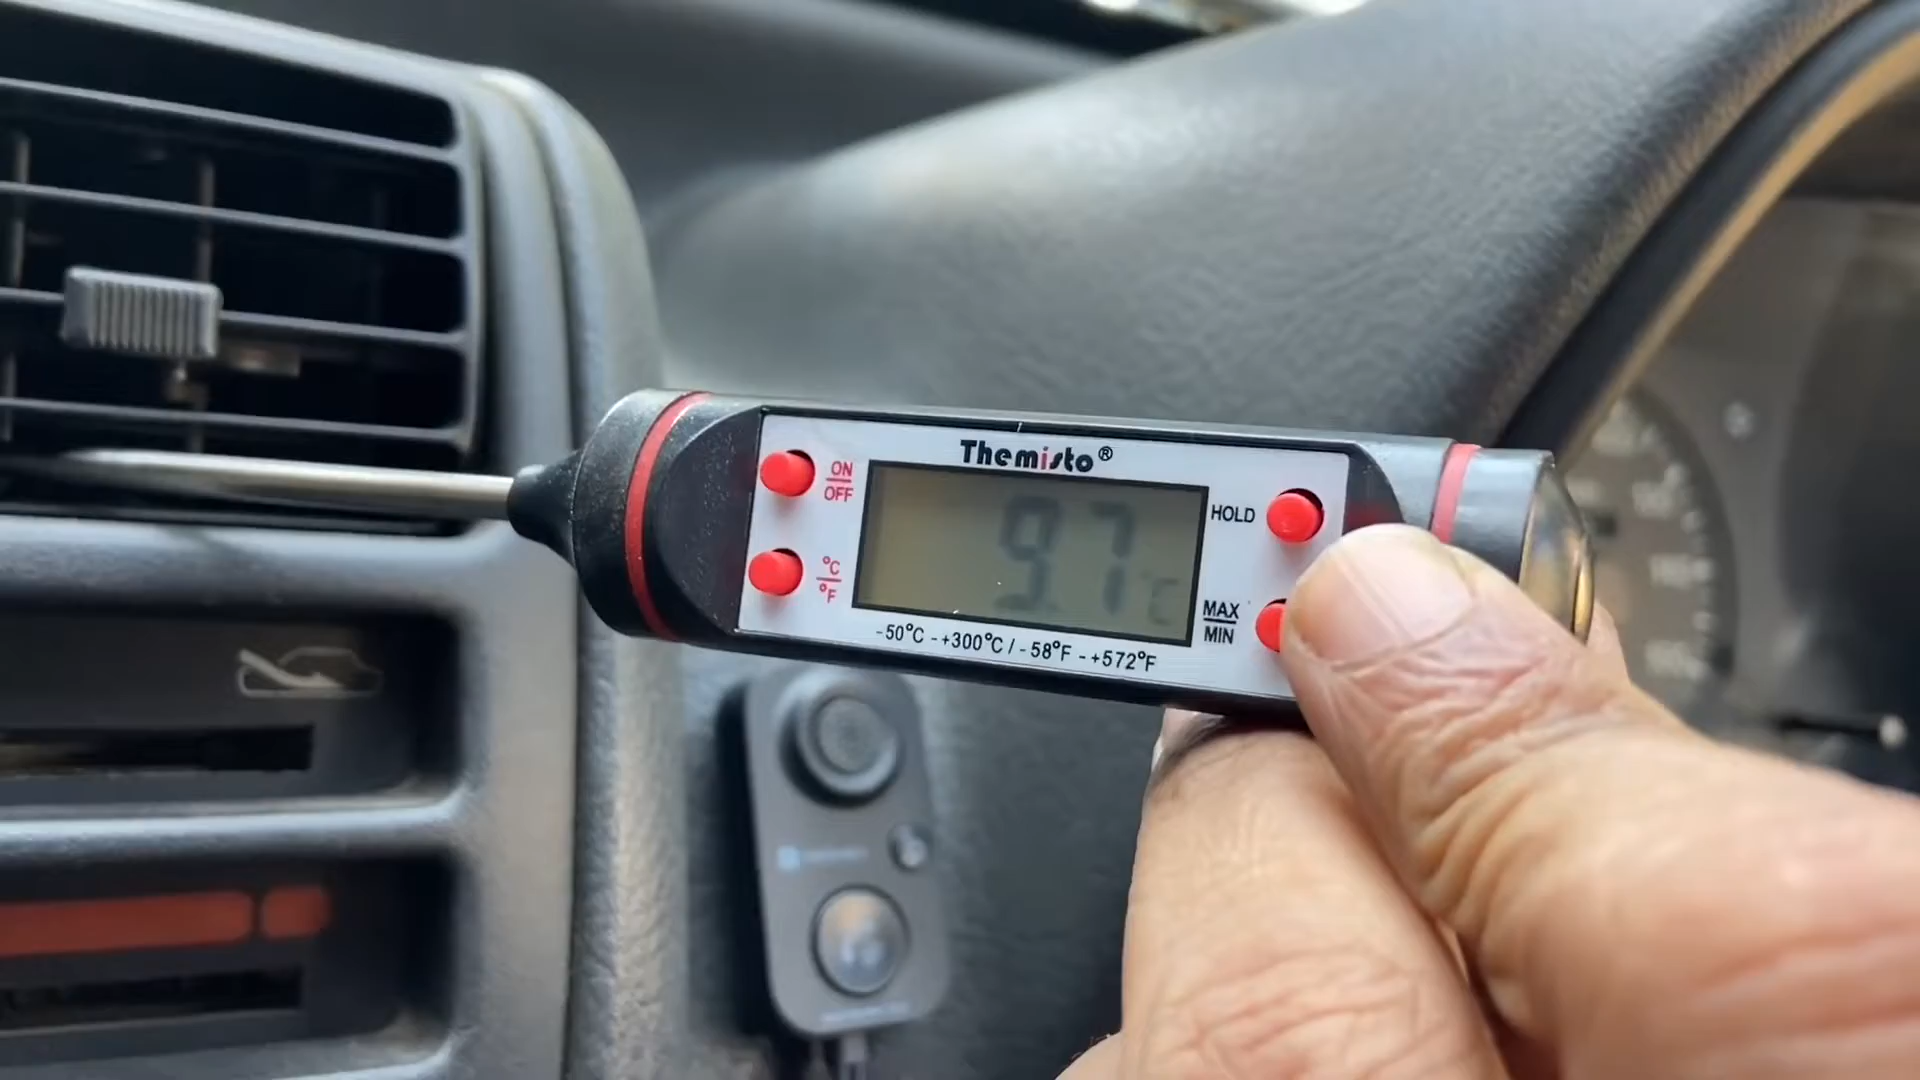 Themisto®
ON
OFF
HOLD
9.7°C
°C
°F
MAX
MIN
-50°C - +300°C / - 58°F - +572°F